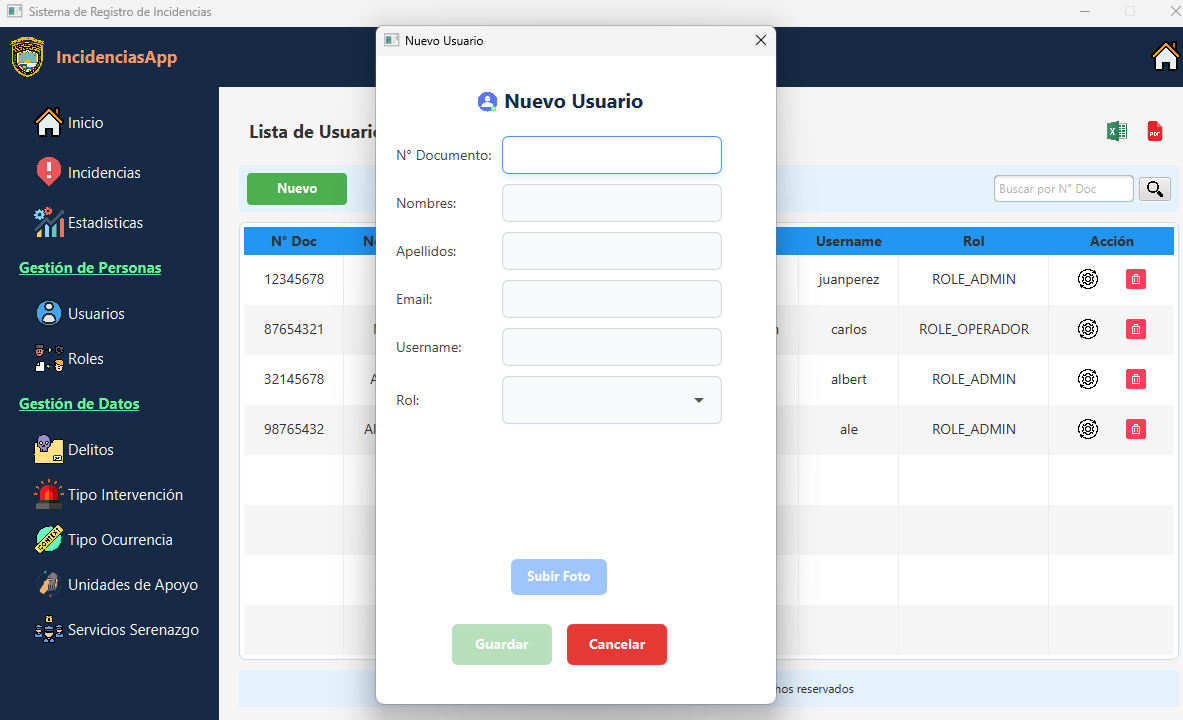 Sistema de Registro de Incidencias
IncidenciasApp
Inicio
Incidencias
Estadisticas
Gestión de Personas
Usuarios
Roles
Gestión de Datos
Delitos
Tipo Intervención
Tipo Ocurrencia
Unidades de Apoyo
Servicios Serenazgo
Lista de
Nuevo
Buscar por N° Doc
N° Doc
Username Rol Acción
12345678 juanperez ROLE_ADMIN
87654321 carlos ROLE_OPERADOR
32145678 albert ROLE_ADMIN
98765432 ale ROLE_ADMIN
reservados
Nuevo Usuario
Nuevo Usuario
N° Documento:
Nombres:
Apellidos:
Email:
Username:
Rol:
Subir Foto
Guardar
Cancelar
PDF